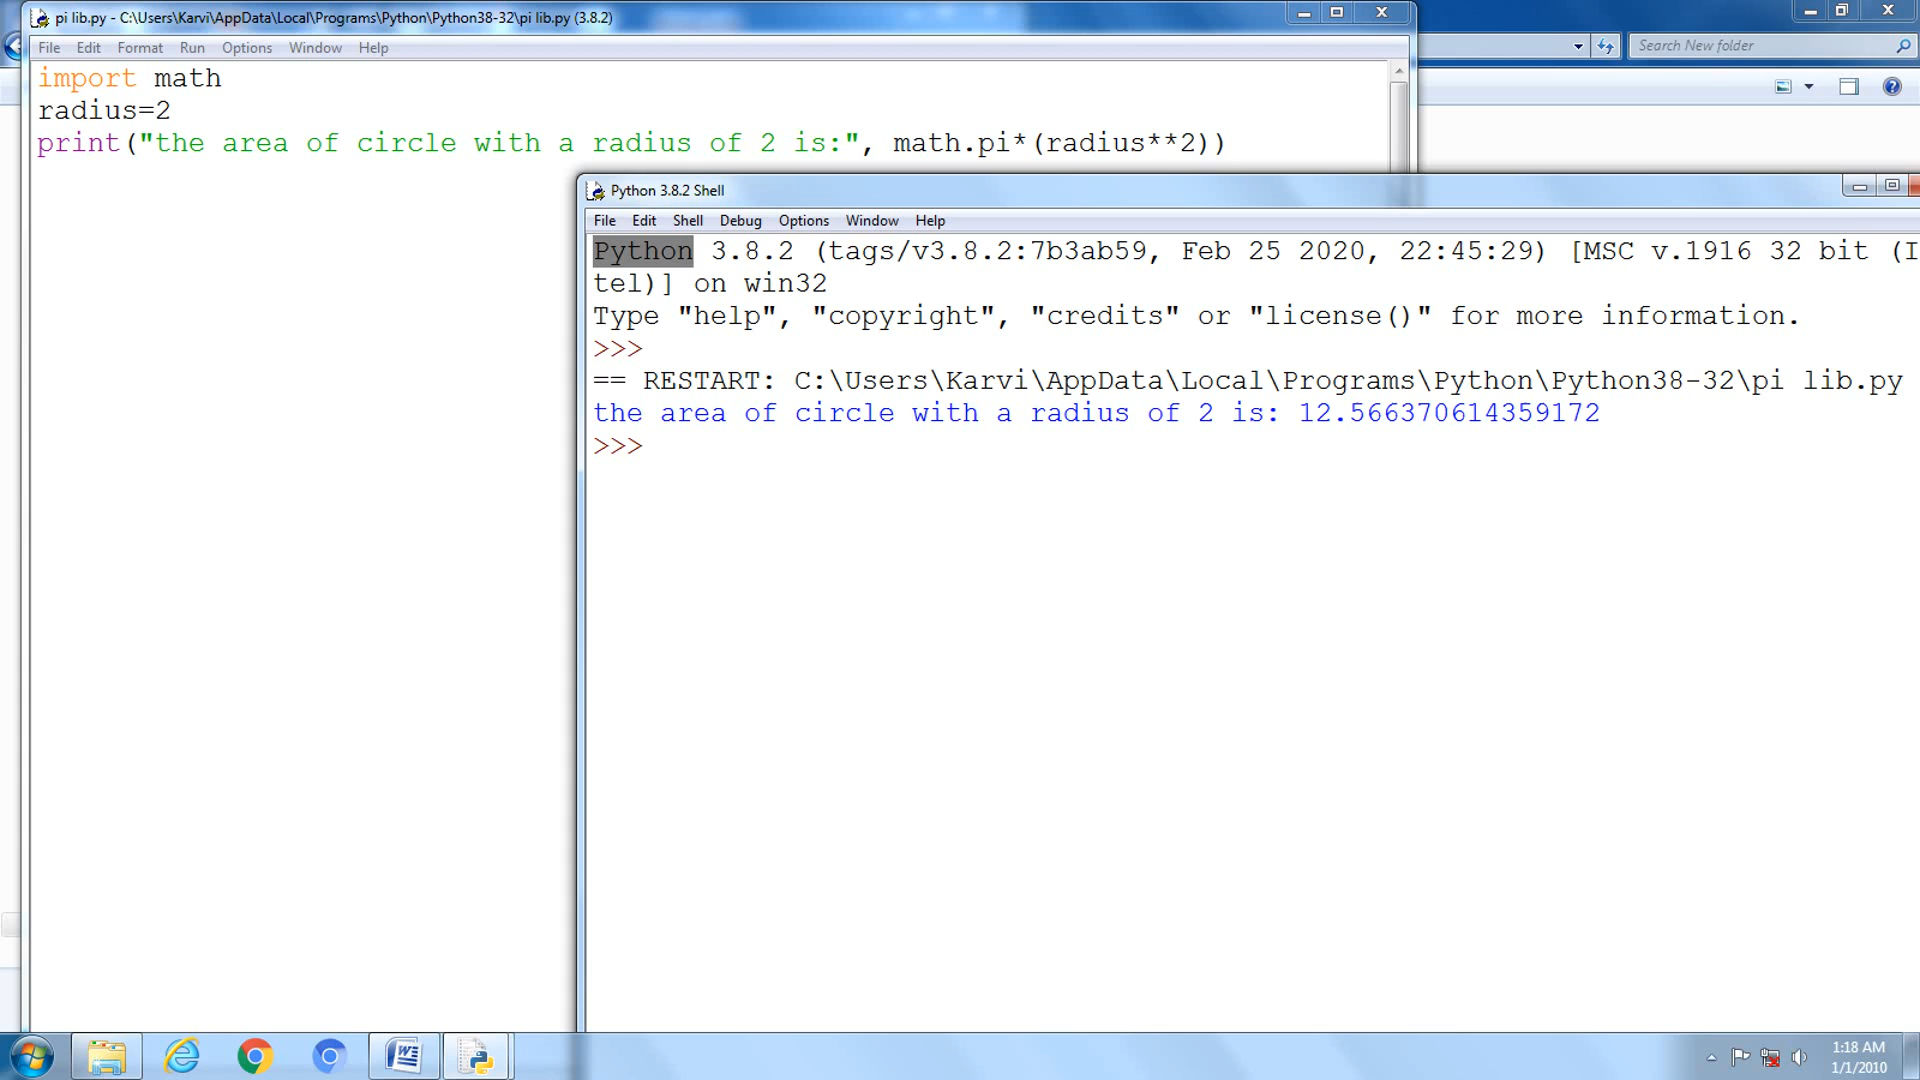 pi lib.py - C:\Users\Karvi\AppData\Local\Programs\Python\Python38-32\pi lib.py (3.8.2)
File Edit Format Run Options Window Help
Search New folder
import math
radius=2
print("the area of circle with a radius of 2 is:", math.pi*(radius**2))
Python 3.8.2 Shell
File Edit Shell Debug Options Window Help
Python 3.8.2 (tags/v3.8.2:7b3ab59, Feb 25 2020, 22:45:29) [MSC v.1916 32 bit (I
tel)] on win32
Type "help", "copyright", "credits" or "license()" for more information.
>>>
== RESTART: C:\Users\Karvi\AppData\Local\Programs\Python\Python38-32\pi lib.py
the area of circle with a radius of 2 is: 12.566370614359172
>>>
1:18 AM
1/1/2010